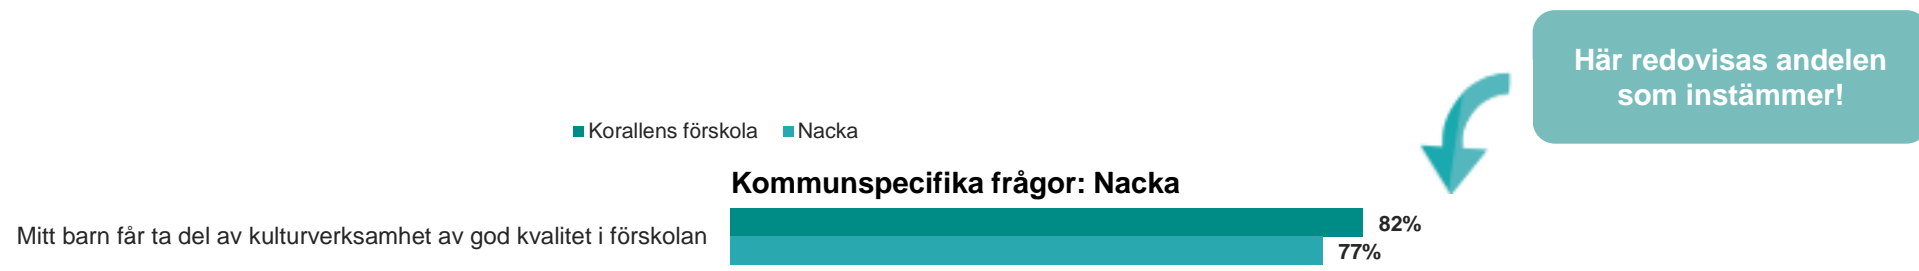 Här redovisas andelen
som instämmer!
Korallens förskola Nacka
Kommunspecifika frågor: Nacka
Mitt barn får ta del av kulturverksamhet av god kvalitet i förskolan
82%
77%